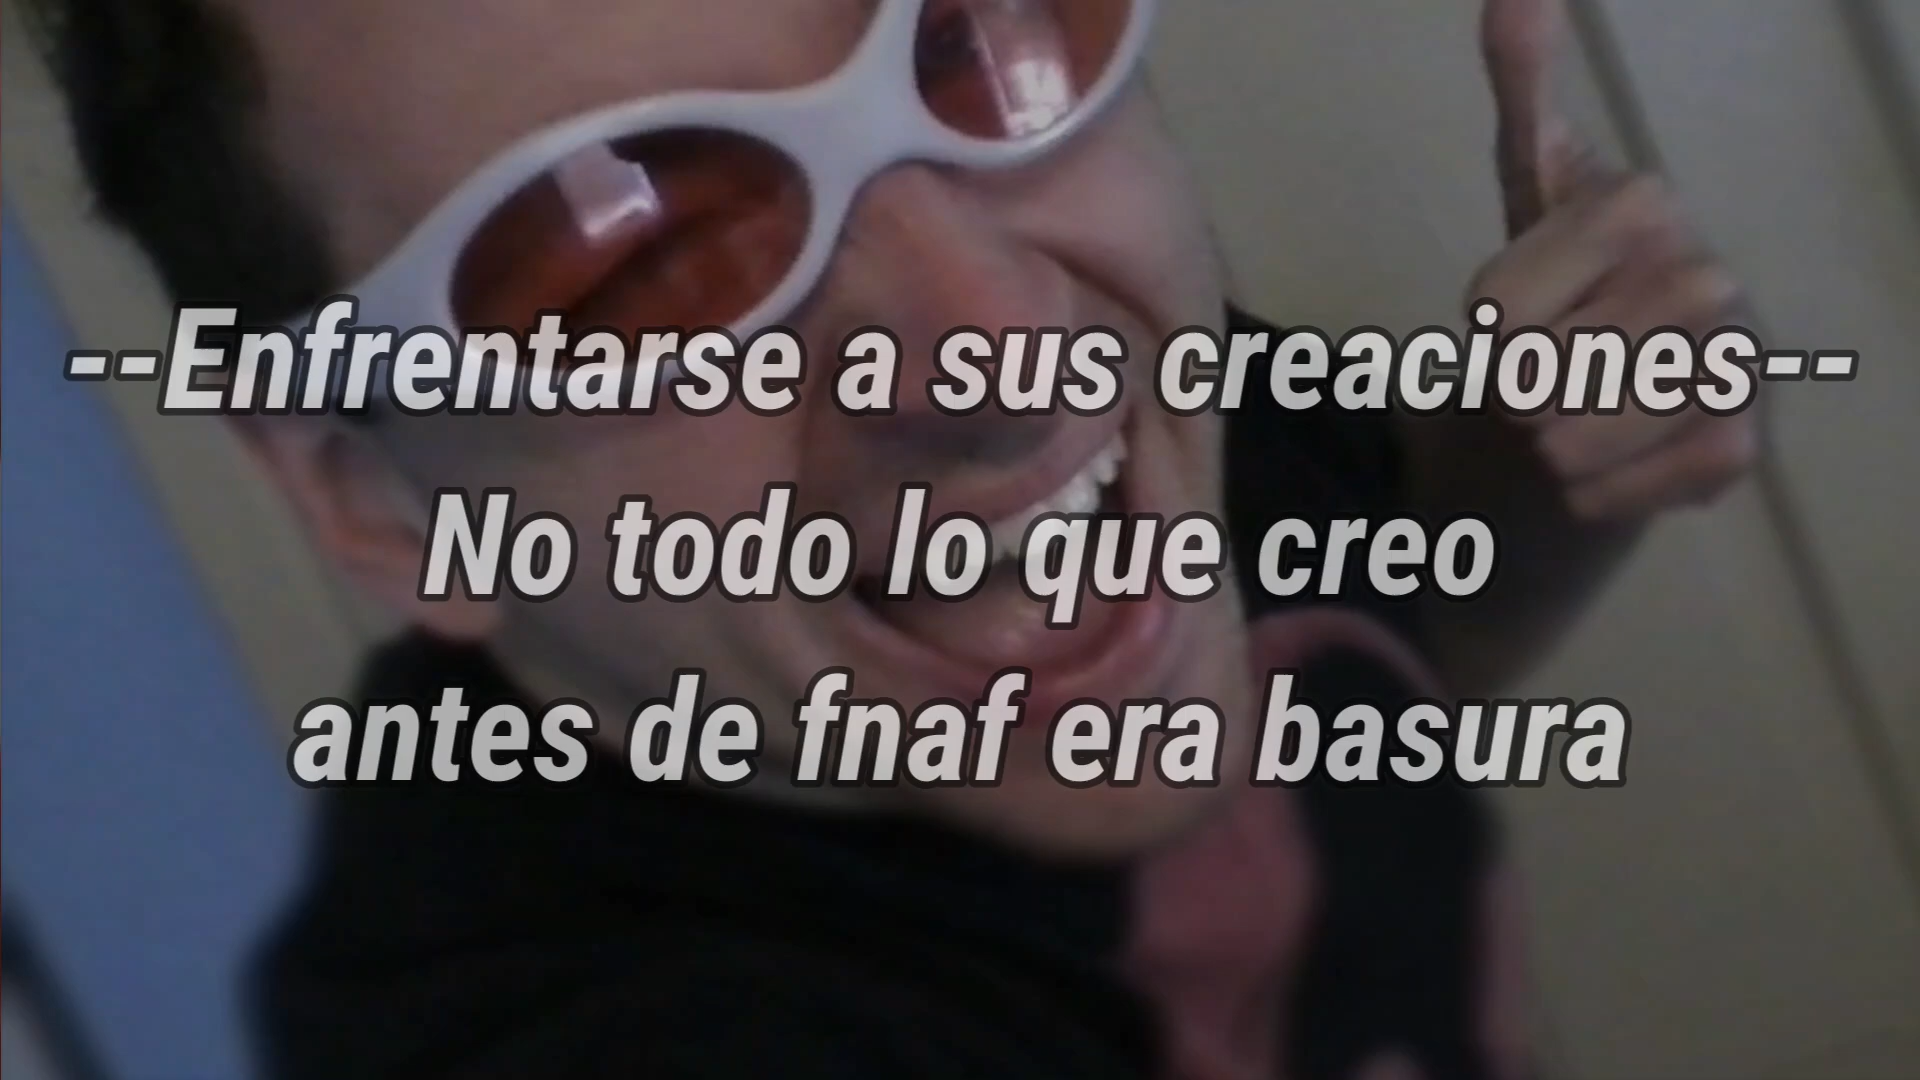 --Enfrentarse a sus creaciones--
No todo lo que creo
antes de fnaf era basura